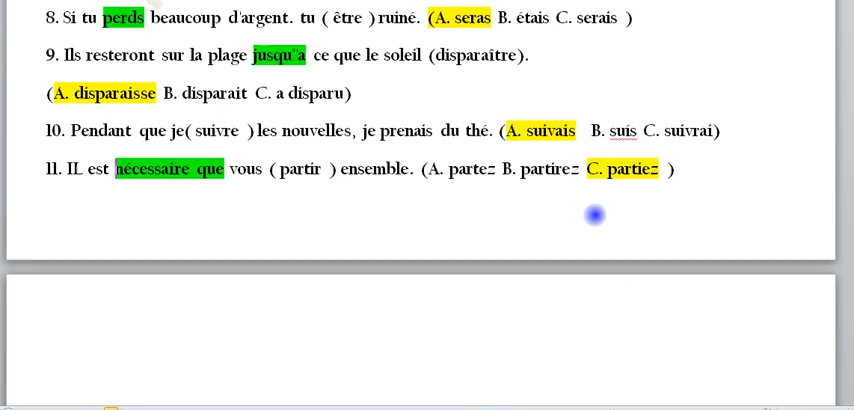 8. Si tu perds beaucoup d'argent. tu ( être ) ruiné. (A. seras B. étais C. serais )
9. Ils resteront sur la plage jusqu"a ce que le soleil (disparaître).
(A. disparaisse B. disparait C. a disparu)
10. Pendant que je( suivre ) les nouvelles, je prenais du thé. (A. suivais B. suis C. suivrai)
11. IL est nécessaire que vous ( partir ) ensemble. (A. partez B. partirez C. partiez )